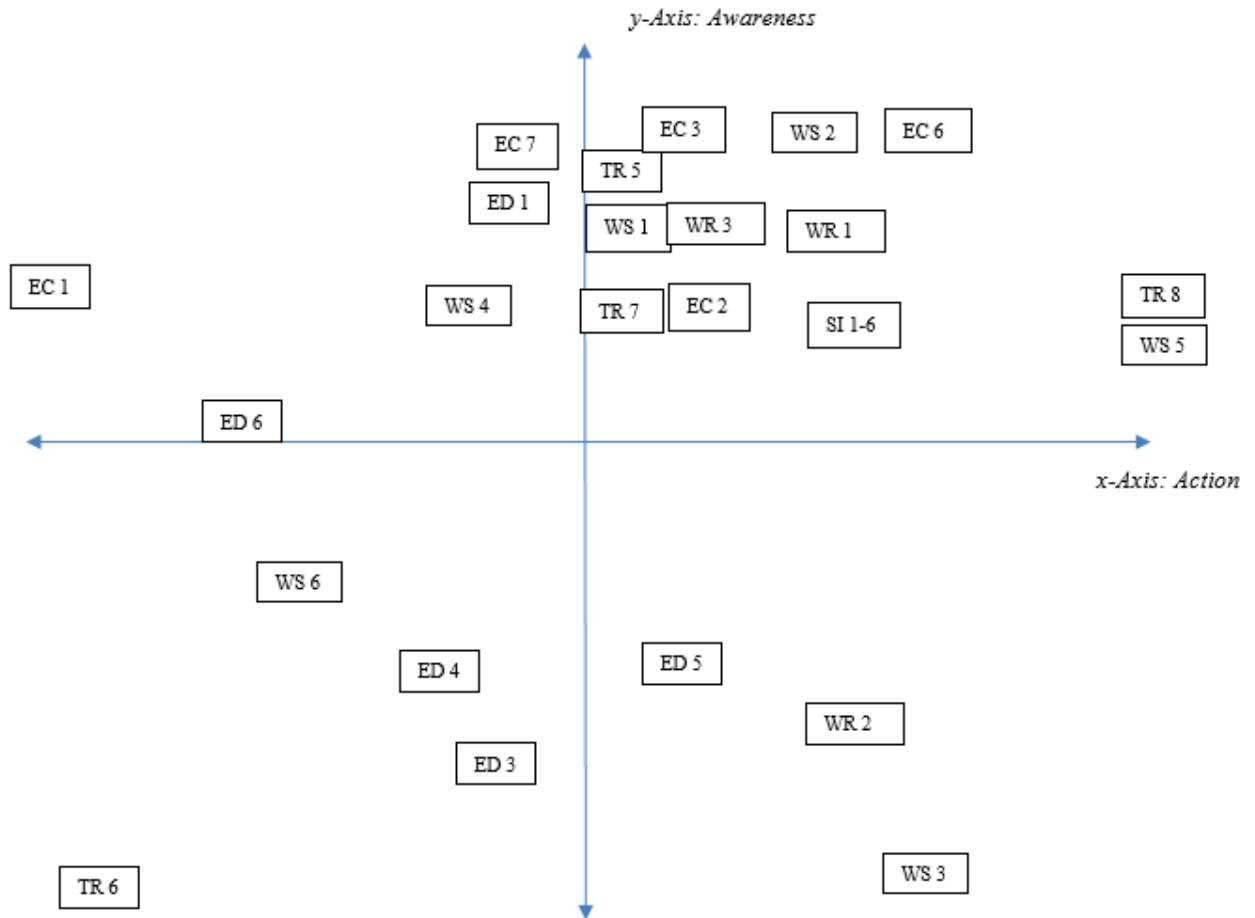 y-Axis: Awareness
EC 3
WS 2
EC 6
EC 7
TR 5
ED 1
WS 1
WR 3
WR 1
EC 1
WS 4
TR 7
EC 2
SI 1-6
TR 8
WS 5
ED 6
x-Axis: Action
WS 6
ED 4
ED 5
WR 2
ED 3
TR 6
WS 3